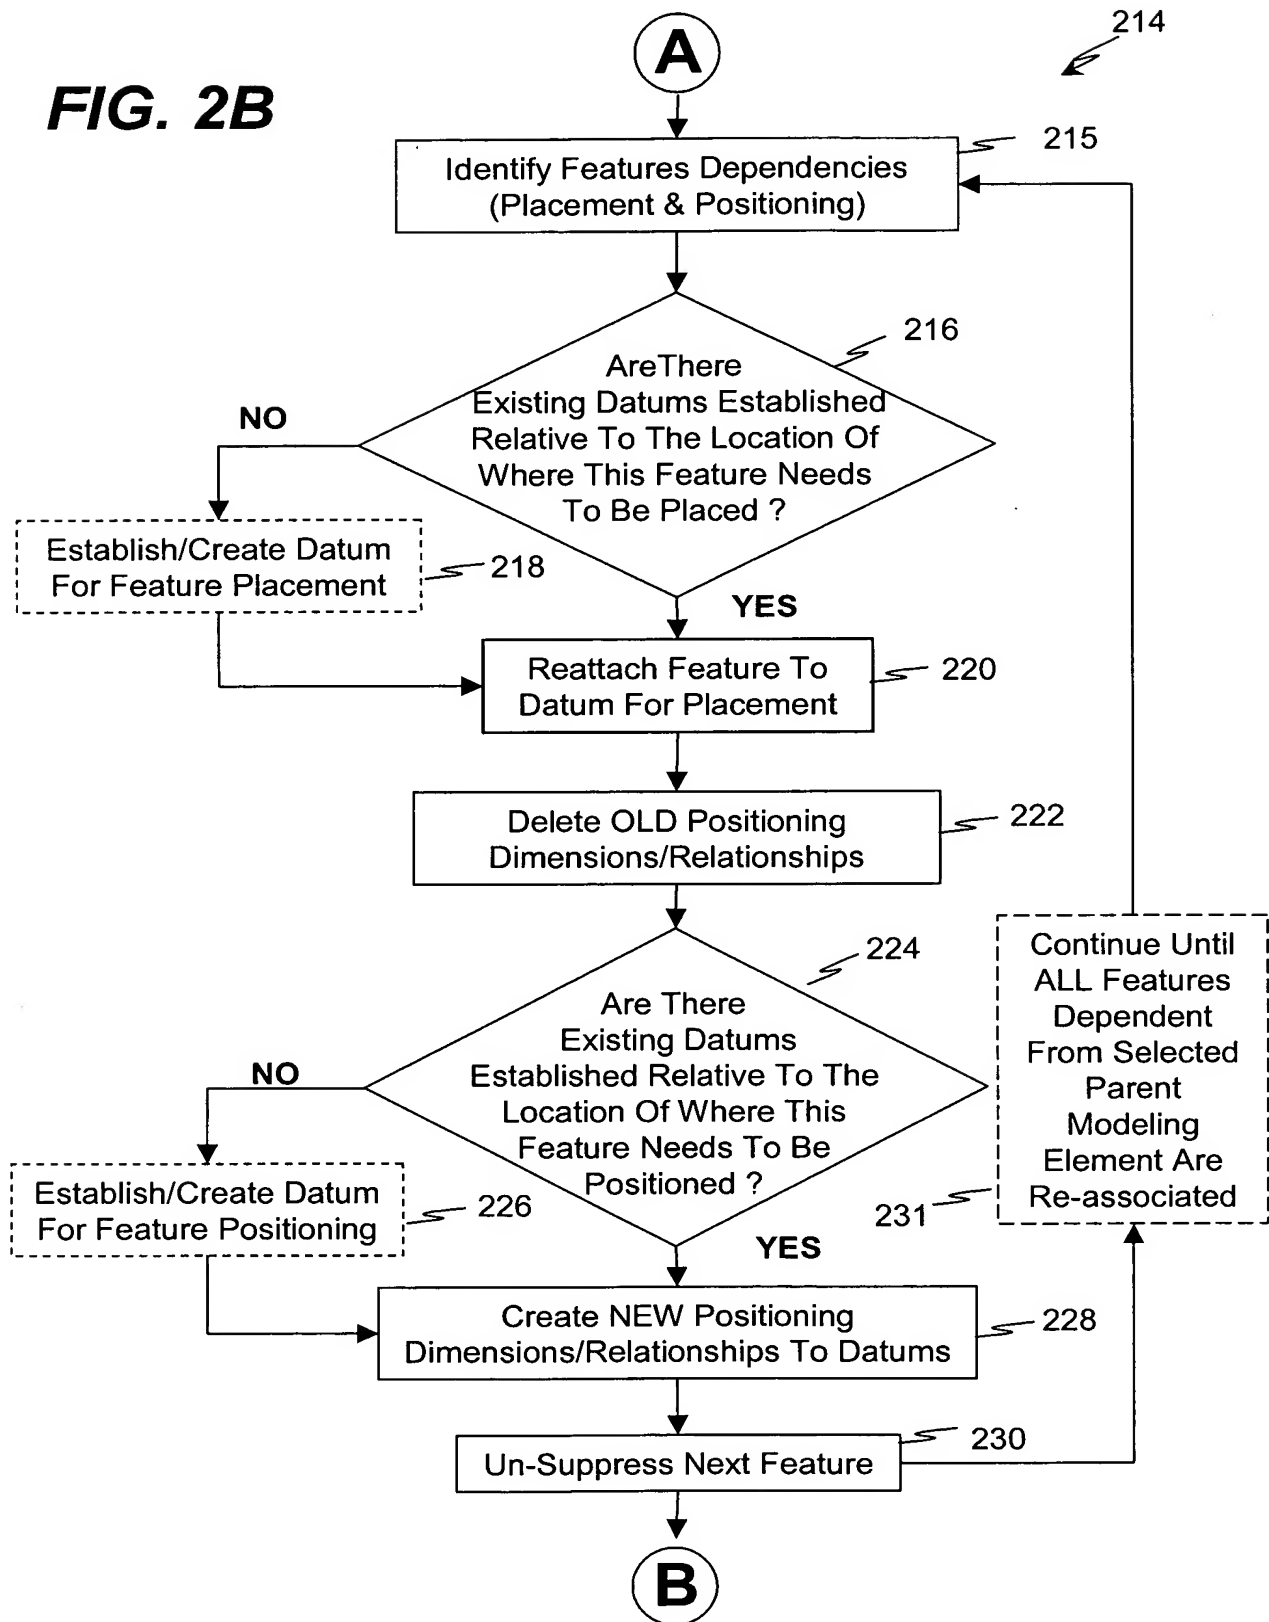 A
214
FIG. 2B
215
Identify Features Dependencies
(Placement & Positioning)
216
AreThere
Existing Datums Established
Relative To The Location Of
Where This Feature Needs
To Be Placed ?
NO
Establish/Create Datum
For Feature Placement
218
YES
Reattach Feature To
Datum For Placement
220
Delete OLD Positioning
Dimensions/Relationships
222
224
Are There
Existing Datums
Established Relative To The
Location Of Where This
Feature Needs To Be
Positioned ?
NO
Establish/Create Datum
For Feature Positioning
226
YES
Continue Until
ALL Features
Dependent
From Selected
Parent
Modeling
Element Are
Re-associated
231
Create NEW Positioning
Dimensions/Relationships To Datums
228
Un-Suppress Next Feature
230
B